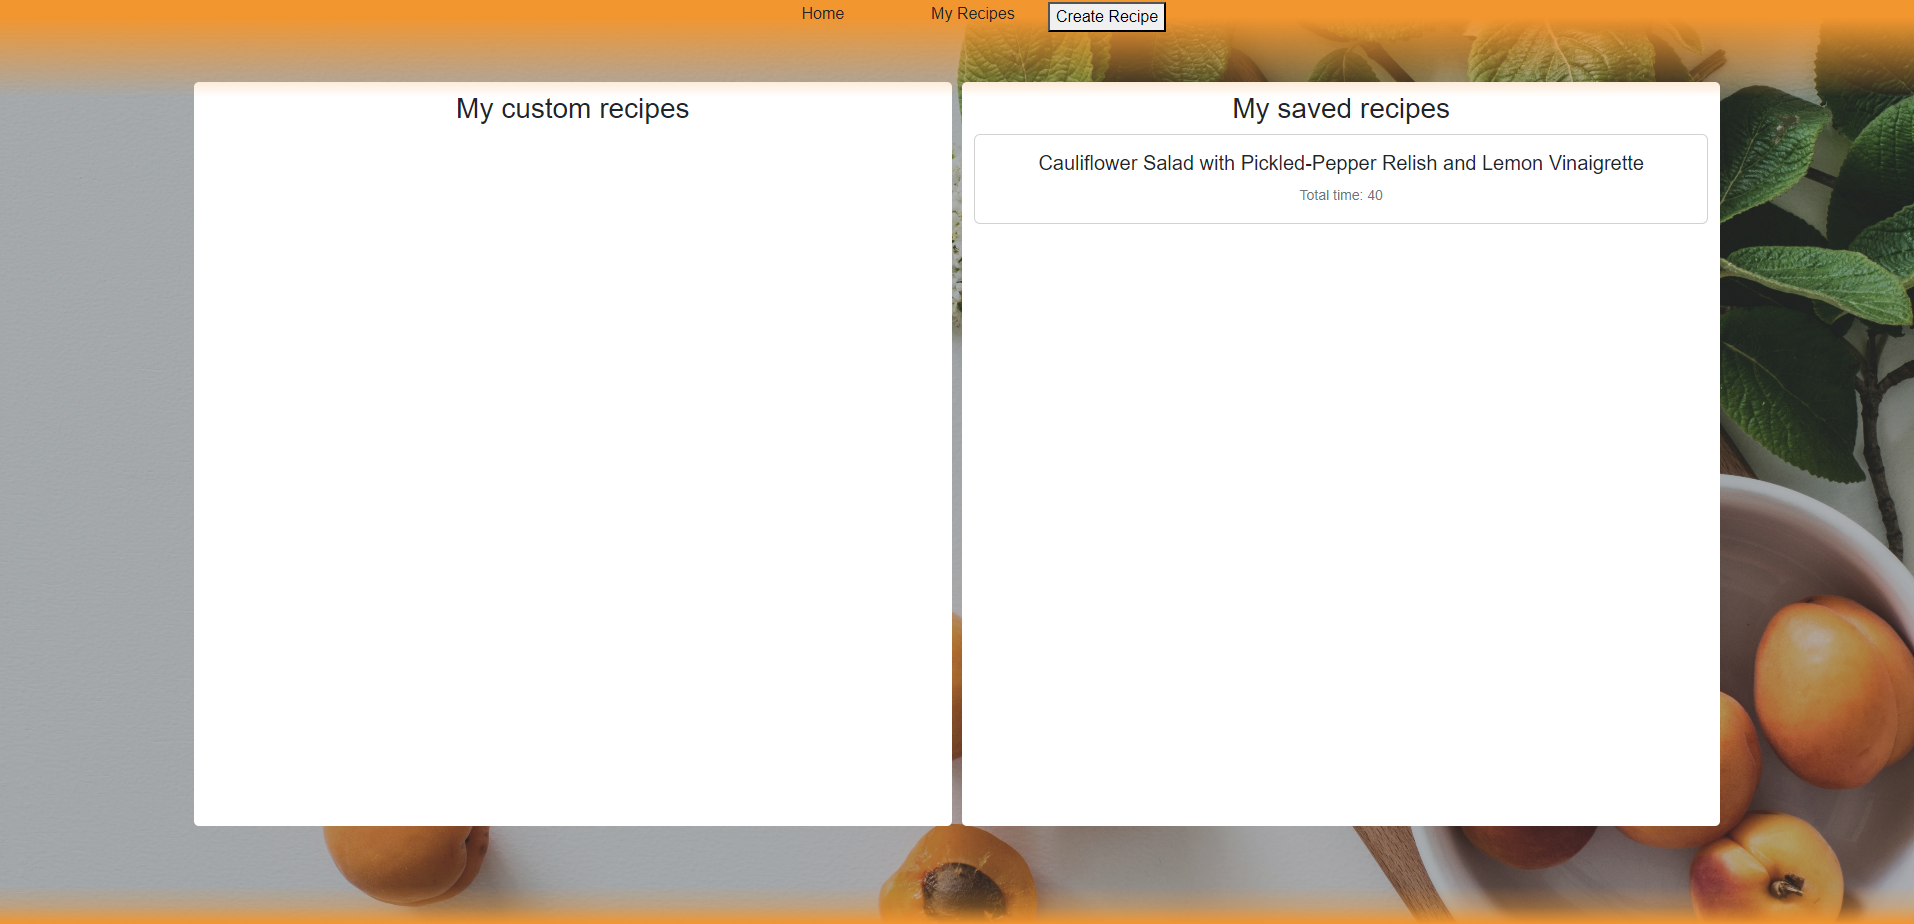 Home My Recipes Create Recipe
My custom recipes
My saved recipes
Cauliflower Salad with Pickled-Pepper Relish and Lemon Vinaigrette
Total time: 40